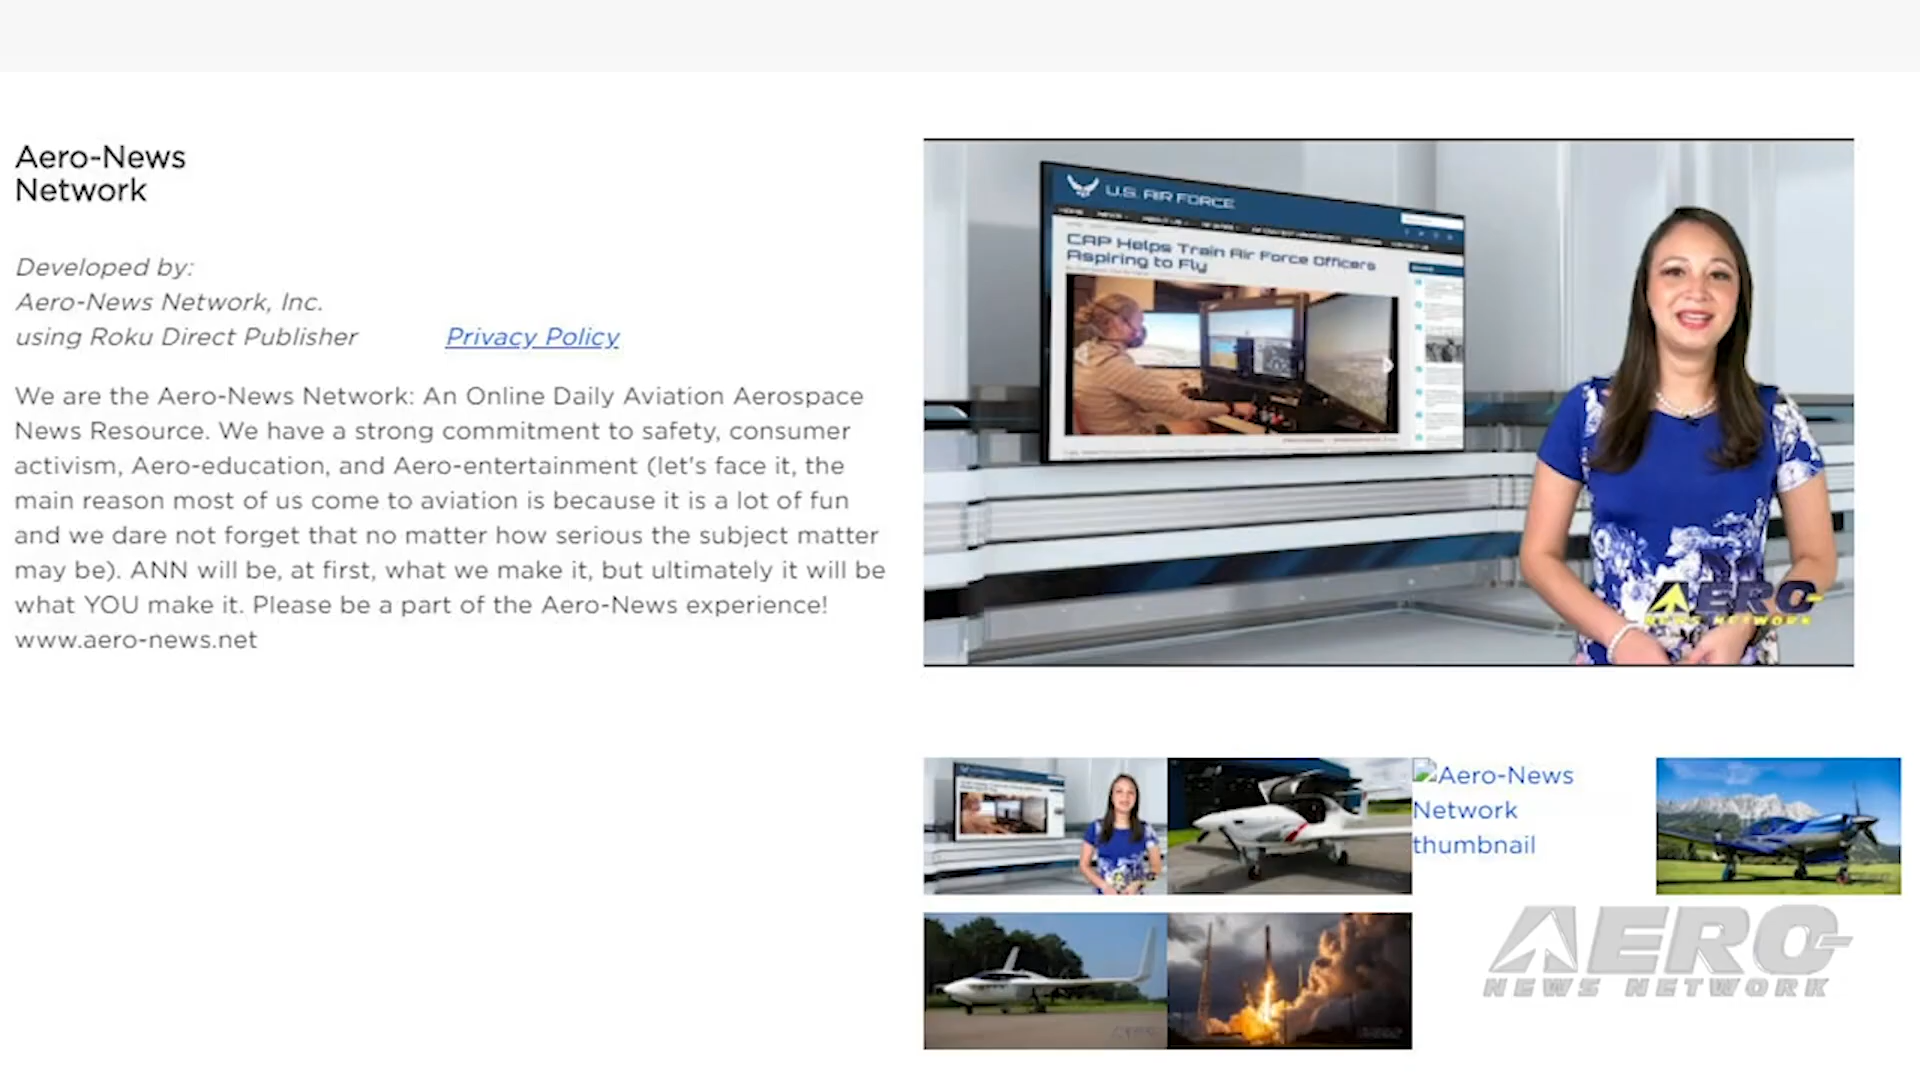 Aero-News
Network
Developed by:
Aero-News Network, Inc.
using Roku Direct Publisher
Privacy Policy
We are the Aero-News Network: An Online Daily Aviation Aerospace
News Resource. We have a strong commitment to safety, consumer
activism, Aero-education, and Aero-entertainment (let's face it, the
main reason most of us come to aviation is because it is a lot of fun
and we dare not forget that no matter how serious the subject matter
may be). ANN will be, at first, what we make it, but ultimately it will be
what YOU make it. Please be a part of the Aero-News experience!
www.aero-news.net
U.S. AIR FORCE
CAP Helps Train Air Force Officers
Aspiring to Fly
AERO
NEWS NETWORK
Aero-News
Network
thumbnail
AERO
NEWS NETWORK